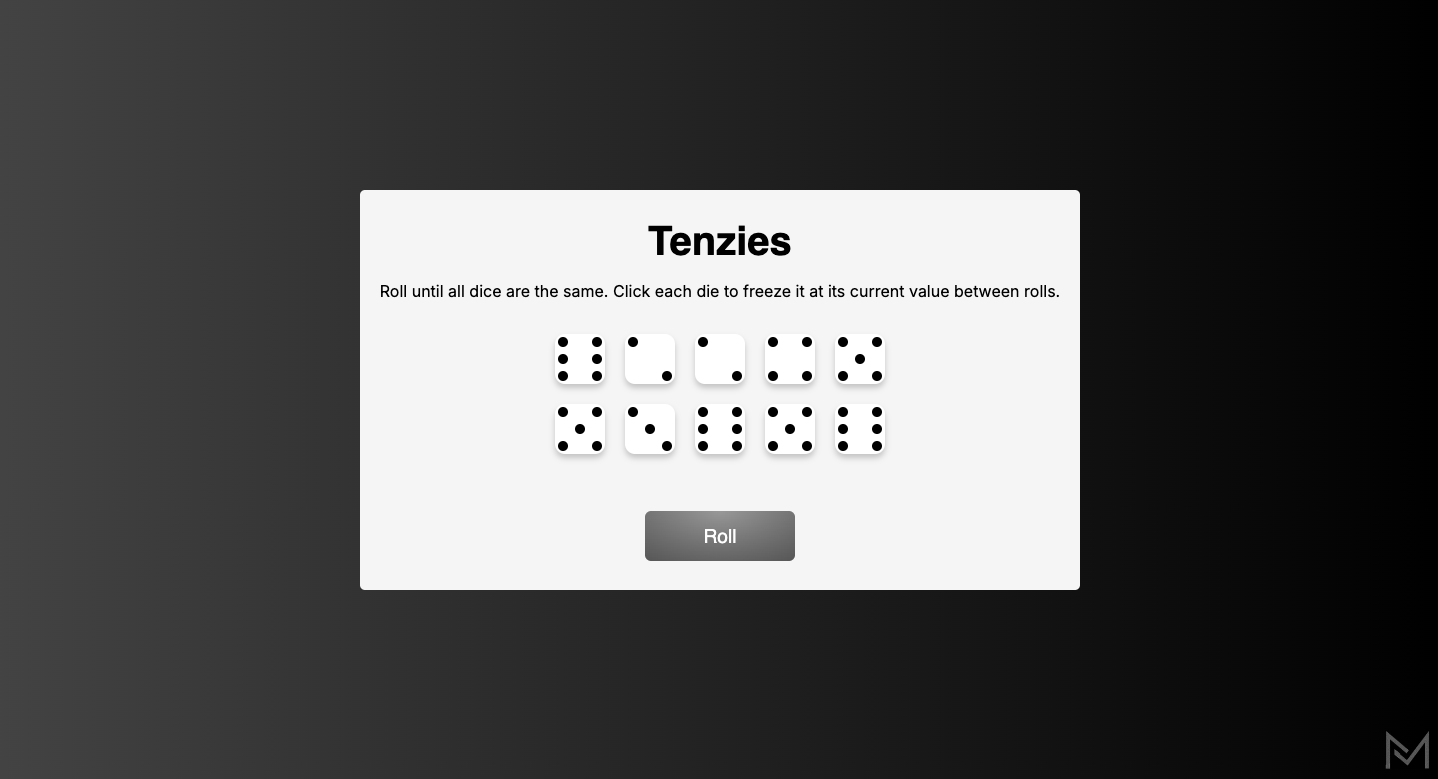 Tenzies
Roll until all dice are the same. Click each die to freeze it at its current value between rolls.
Roll